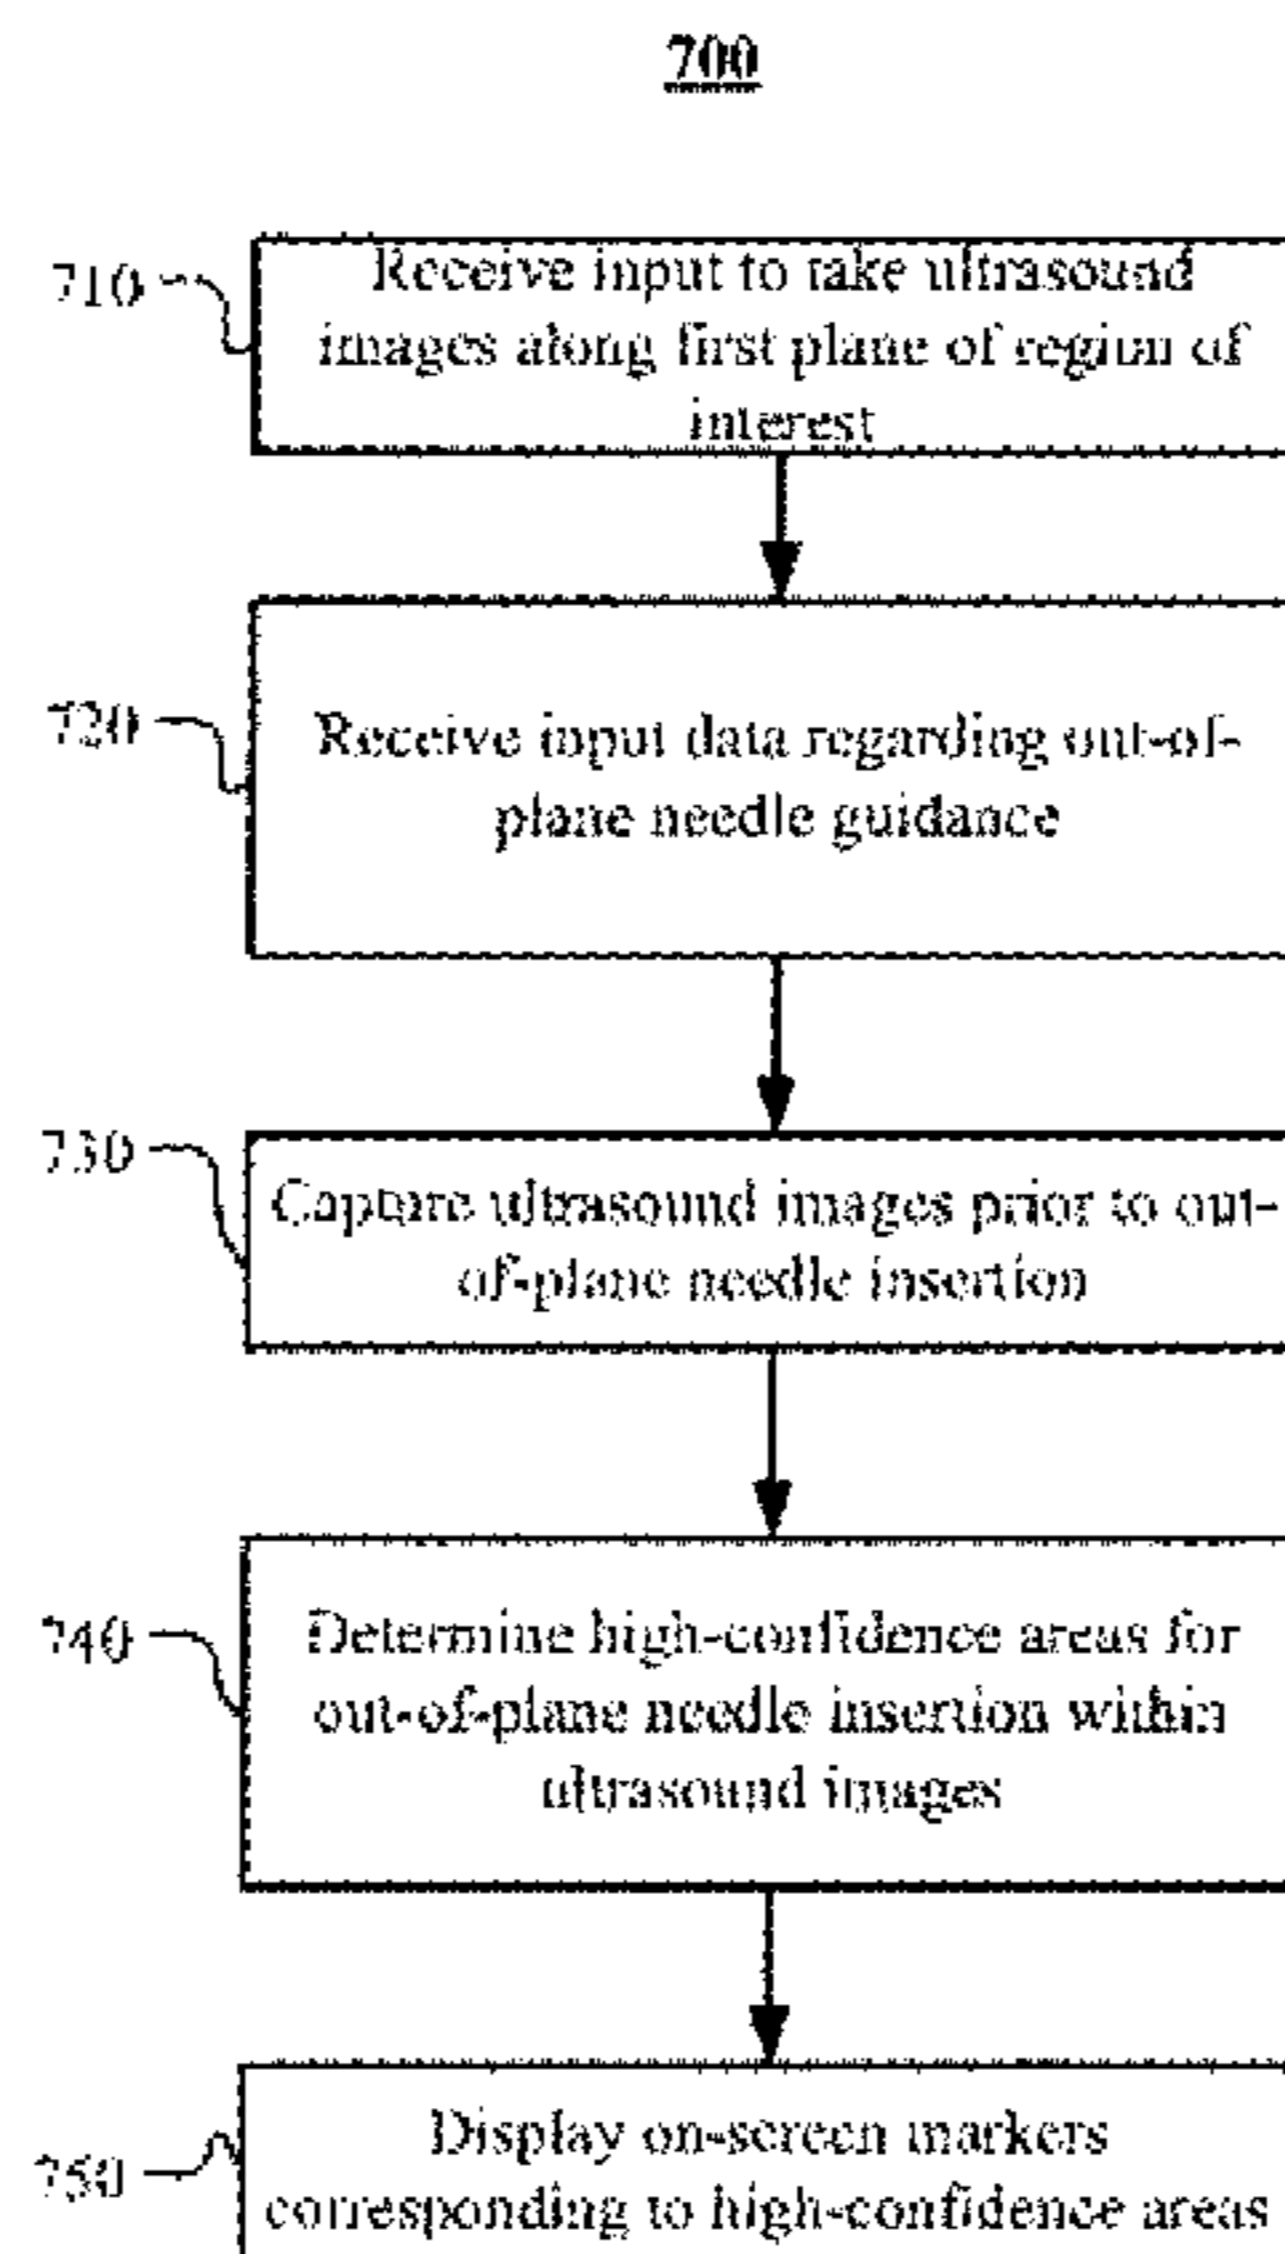 700
710
Receive input to take ultrasound
images along first plane of region of
interest
720
Receive input data regarding out-of-
plane needle guidance
730
Capture ultrasound images prior to out-
of-plane needle insertion
740
Determine high-confidence areas for
out-of-plane needle insertion within
ultrasound images
750
Display on-screen markers
corresponding to high-confidence areas